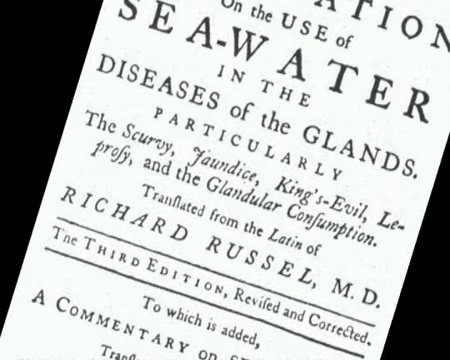 ATION
On the USE of
SEA-WATER
IN THE
DISEASES of the GLANDS.
PARTICULARLY
The Scurvy, Jaundice, King's-Evil, Le-
proſy, and the Glandular Conſumption.
Tranſlated from the Latin of
RICHARD RUSSEL, M.D.
The THIRD EDITION, Reviſed and Corrected.
To which is added,
A COMMENTARY on